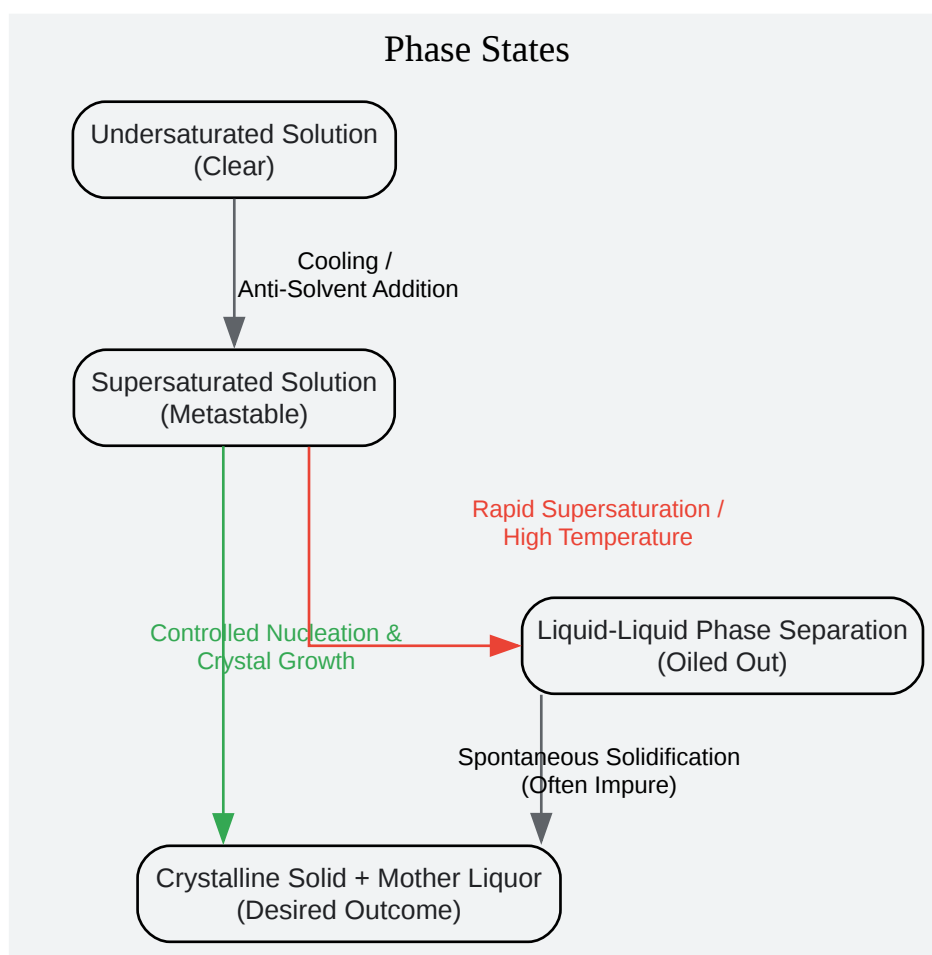 Phase States
Undersaturated Solution
(Clear)
Cooling /
Anti-Solvent Addition
Supersaturated Solution
(Metastable)
Rapid Supersaturation /
High Temperature
Controlled Nucleation &
Crystal Growth
Liquid-Liquid Phase Separation
(Oiled Out)
Spontaneous Solidification
(Often Impure)
Crystalline Solid + Mother Liquor
(Desired Outcome)